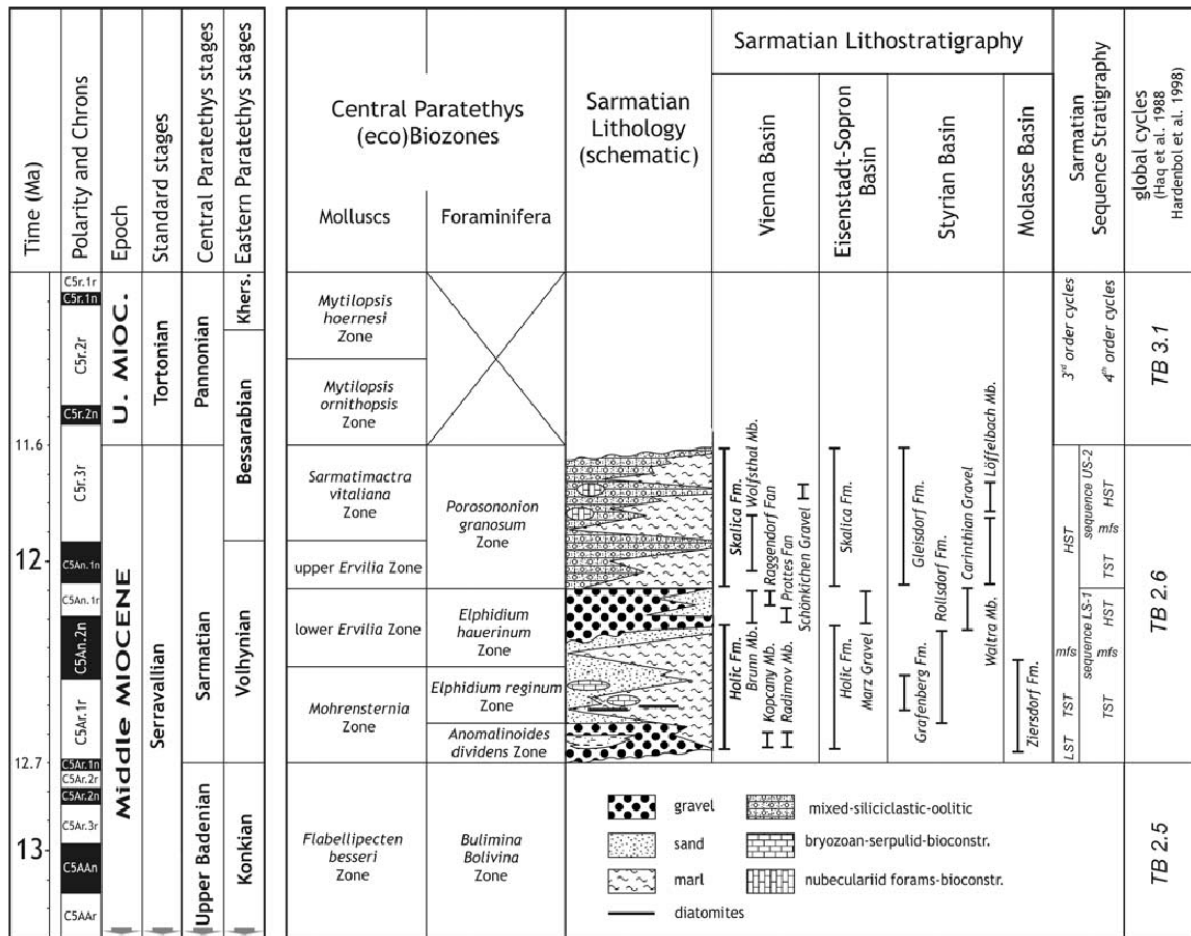 Time (Ma)
Polarity and Chrons
Epoch
Standard stages
Central Paratethys stages
Eastern Paratethys stages
Central Paratethys
(eco)Biozones
Molluscs
Foraminifera
Sarmatian
Lithology
(schematic)
Sarmatian Lithostratigraphy
Vienna Basin
Eisenstadt-Sopron
Basin
Styrian Basin
Molasse Basin
Sarmatian
Sequence Stratigraphy
global cycles
(Haq et al. 1988
Hardenbol et al. 1998)
11.6
12
12.7
13
C5r.1r
C5r.1n
C5r.2r
C5r.2n
C5r.3r
C5An.1n
C5An.1r
C5An.2n
C5Ar.1r
C5Ar.1n
C5Ar.2r
C5Ar.2n
C5Ar.3r
C5AAn
C5AAr
U. MIOC.
Middle MIOCENE
Tortonian
Serravallian
Pannonian
Sarmatian
Upper Badenian
Khers.
Bessarabian
Volhynian
Konkian
Mytilopsis
hoernesi
Zone
Mytilopsis
ornithopsis
Zone
Sarmatimactra
vitaliana
Zone
upper Ervilia Zone
lower Ervilia Zone
Mohrensternia
Zone
Flabellipecten
besseri
Zone
Porosononion
granosum
Zone
Elphidium
hauerinum
Zone
Elphidium reginum
Zone
Anomalinoides
dividens Zone
Bulimina
Bolivina
Zone
Skalica Fm.
Wolfsthal Mb.
Raggendorf Fan
Prottes Fan
Schönkichen Gravel
Holic Fm.
Brunn Mb.
Kopcany Mb.
Radimov Mb.
Skalica Fm.
Holic Fm.
Marz Gravel
Gleisdorf Fm.
Grafenberg Fm.
Rollsdorf Fm.
Carinthian Gravel
Löffelbach Mb.
Waltra Mb.
Ziersdorf Fm.
3rd order cycles
4th order cycles
HST
mfs
TST
LST
sequence US-2
HST
mfs
TST
sequence LS-1
HST
mfs
TST
TB 3.1
TB 2.6
TB 2.5
gravel
sand
marl
diatomites
mixed-siliciclastic-oolitic
bryozoan-serpulid-bioconstr.
nubeculariid forams-bioconstr.